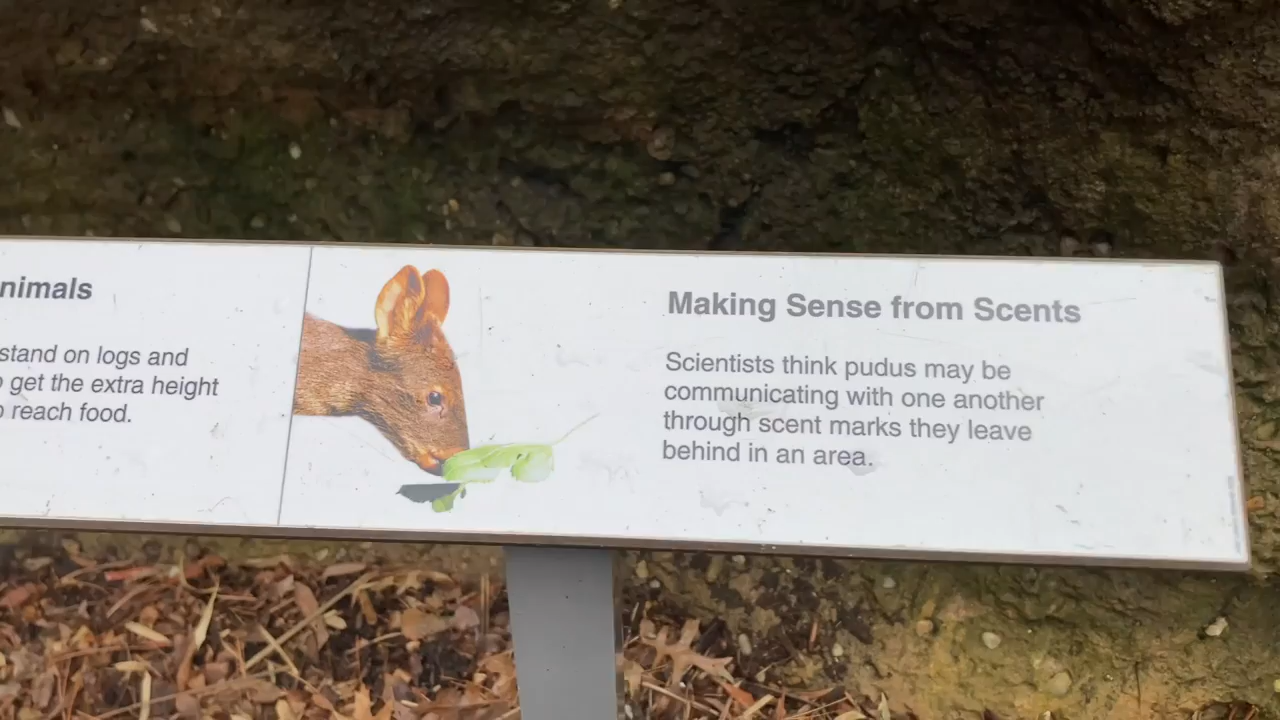 nimals
stand on logs and
get the extra height
reach food.
Making Sense from Scents
Scientists think pudus may be
communicating with one another
through scent marks they leave
behind in an area.